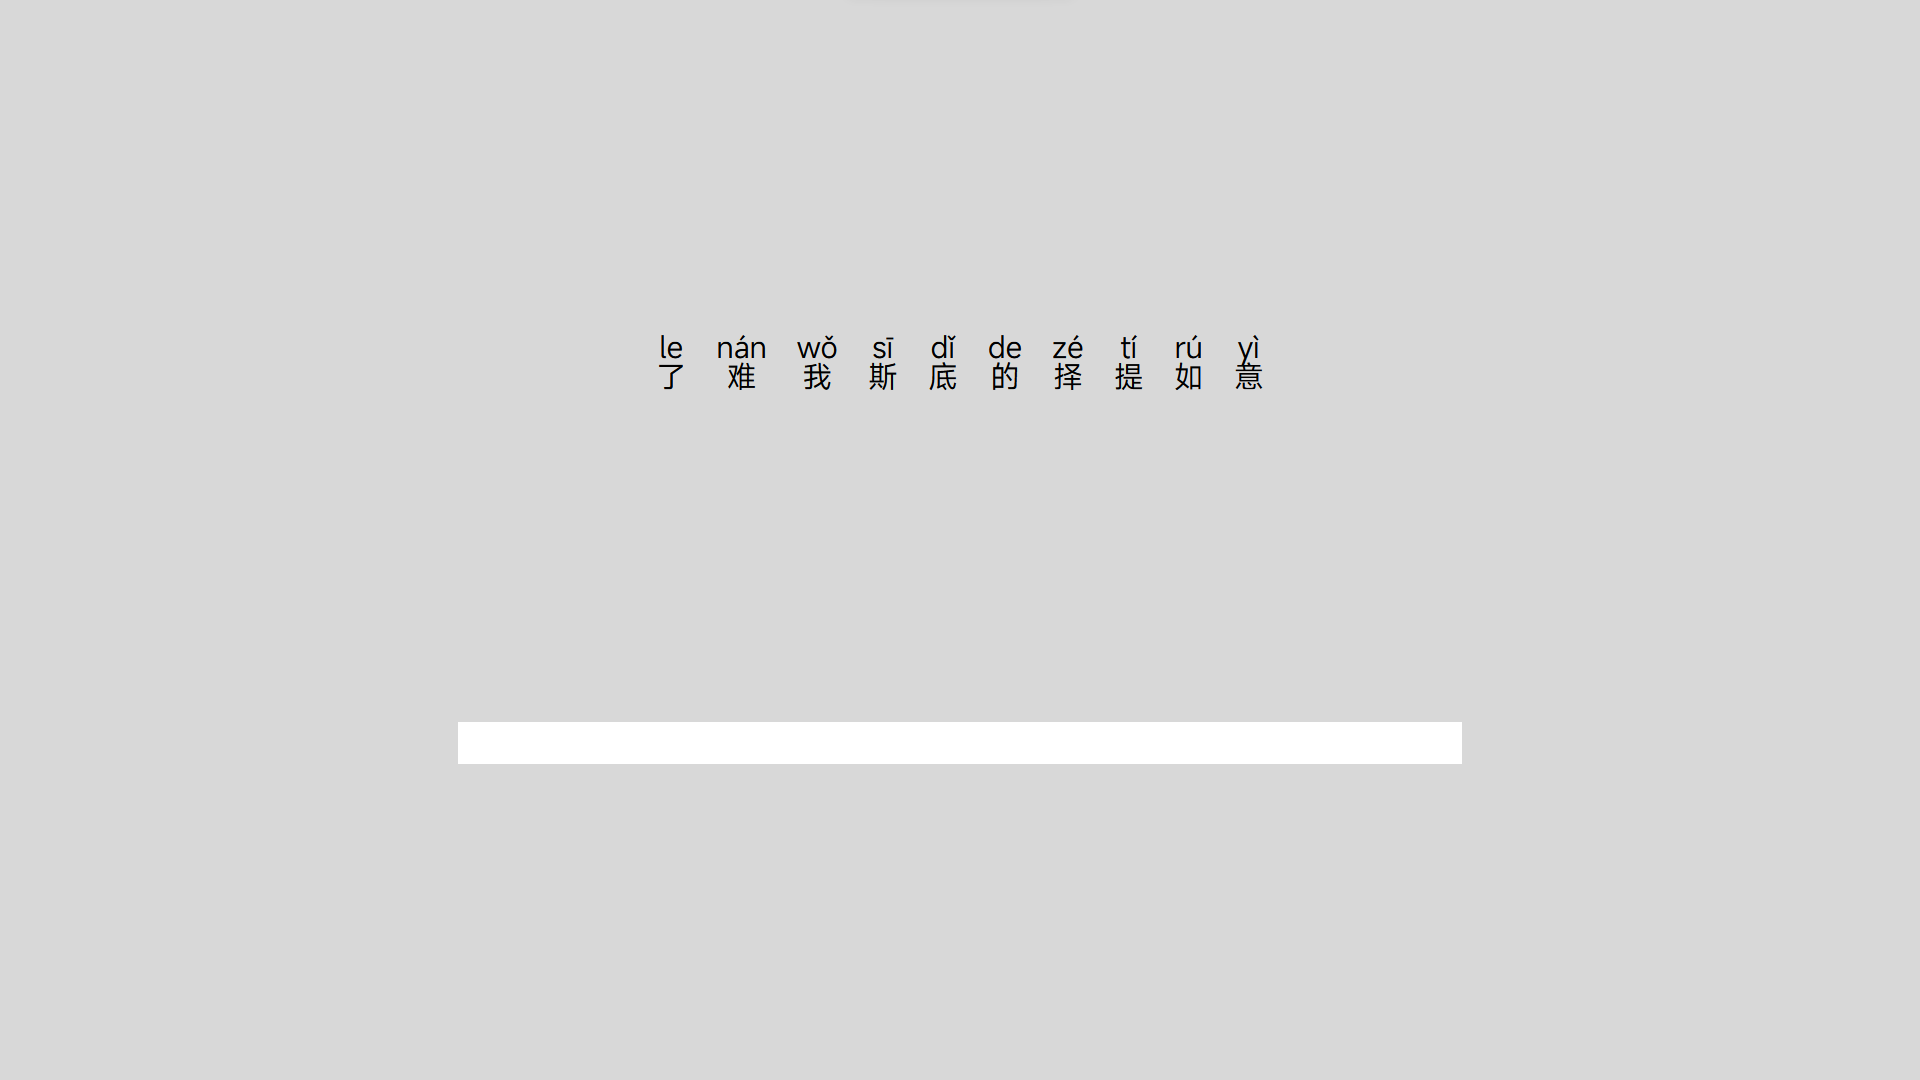 le nán wǒ sī dǐ de zé tí rú yì
了 难 我 斯 底 的 择 提 如 意